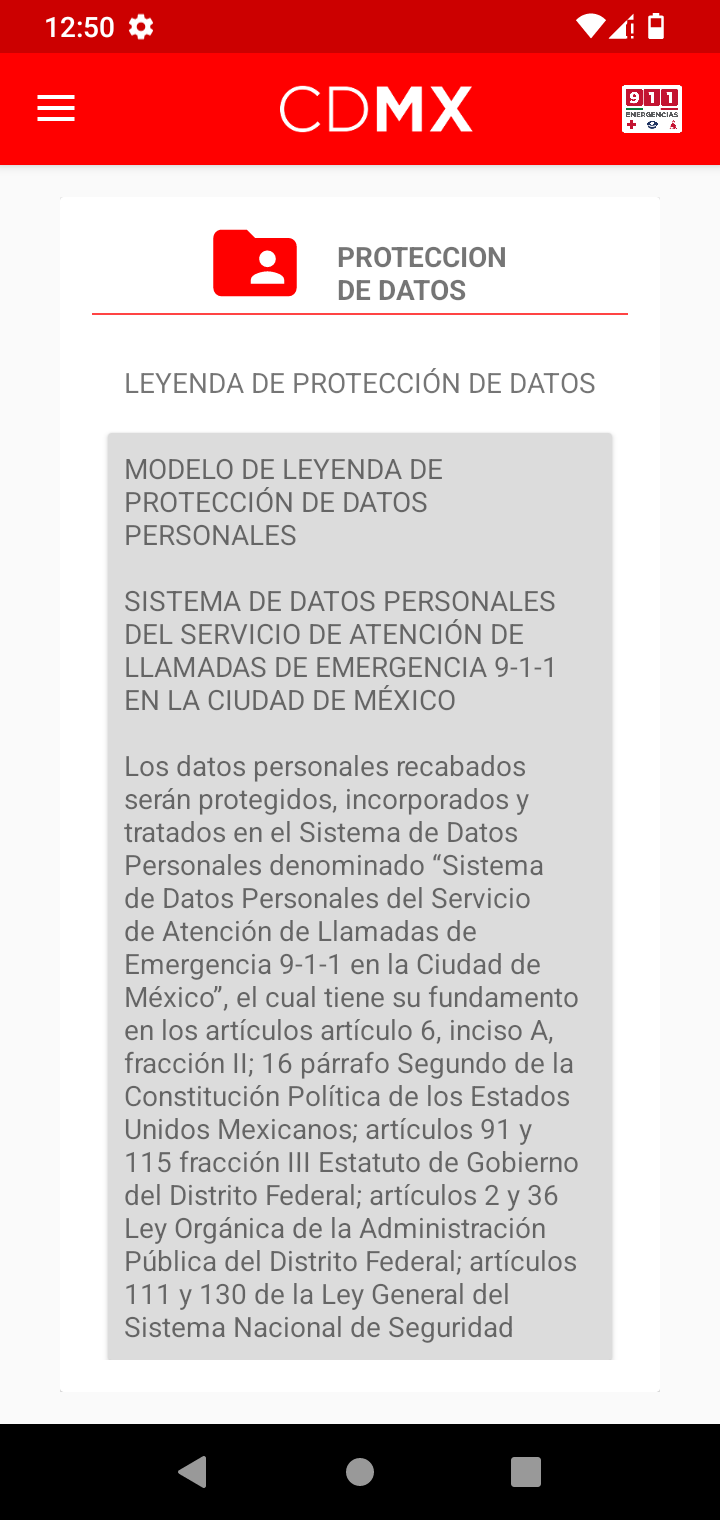 12:50
CDMX
911
EMERGENCIAS
PROTECCION
DE DATOS
LEYENDA DE PROTECCIÓN DE DATOS
MODELO DE LEYENDA DE
PROTECCIÓN DE DATOS
PERSONALES
SISTEMA DE DATOS PERSONALES
DEL SERVICIO DE ATENCIÓN DE
LLAMADAS DE EMERGENCIA 9-1-1
EN LA CIUDAD DE MÉXICO
Los datos personales recabados
serán protegidos, incorporados y
tratados en el Sistema de Datos
Personales denominado “Sistema
de Datos Personales del Servicio
de Atención de Llamadas de
Emergencia 9-1-1 en la Ciudad de
México”, el cual tiene su fundamento
en los artículos artículo 6, inciso A,
fracción II; 16 párrafo Segundo de la
Constitución Política de los Estados
Unidos Mexicanos; artículos 91 y
115 fracción III Estatuto de Gobierno
del Distrito Federal; artículos 2 y 36
Ley Orgánica de la Administración
Pública del Distrito Federal; artículos
111 y 130 de la Ley General del
Sistema Nacional de Seguridad